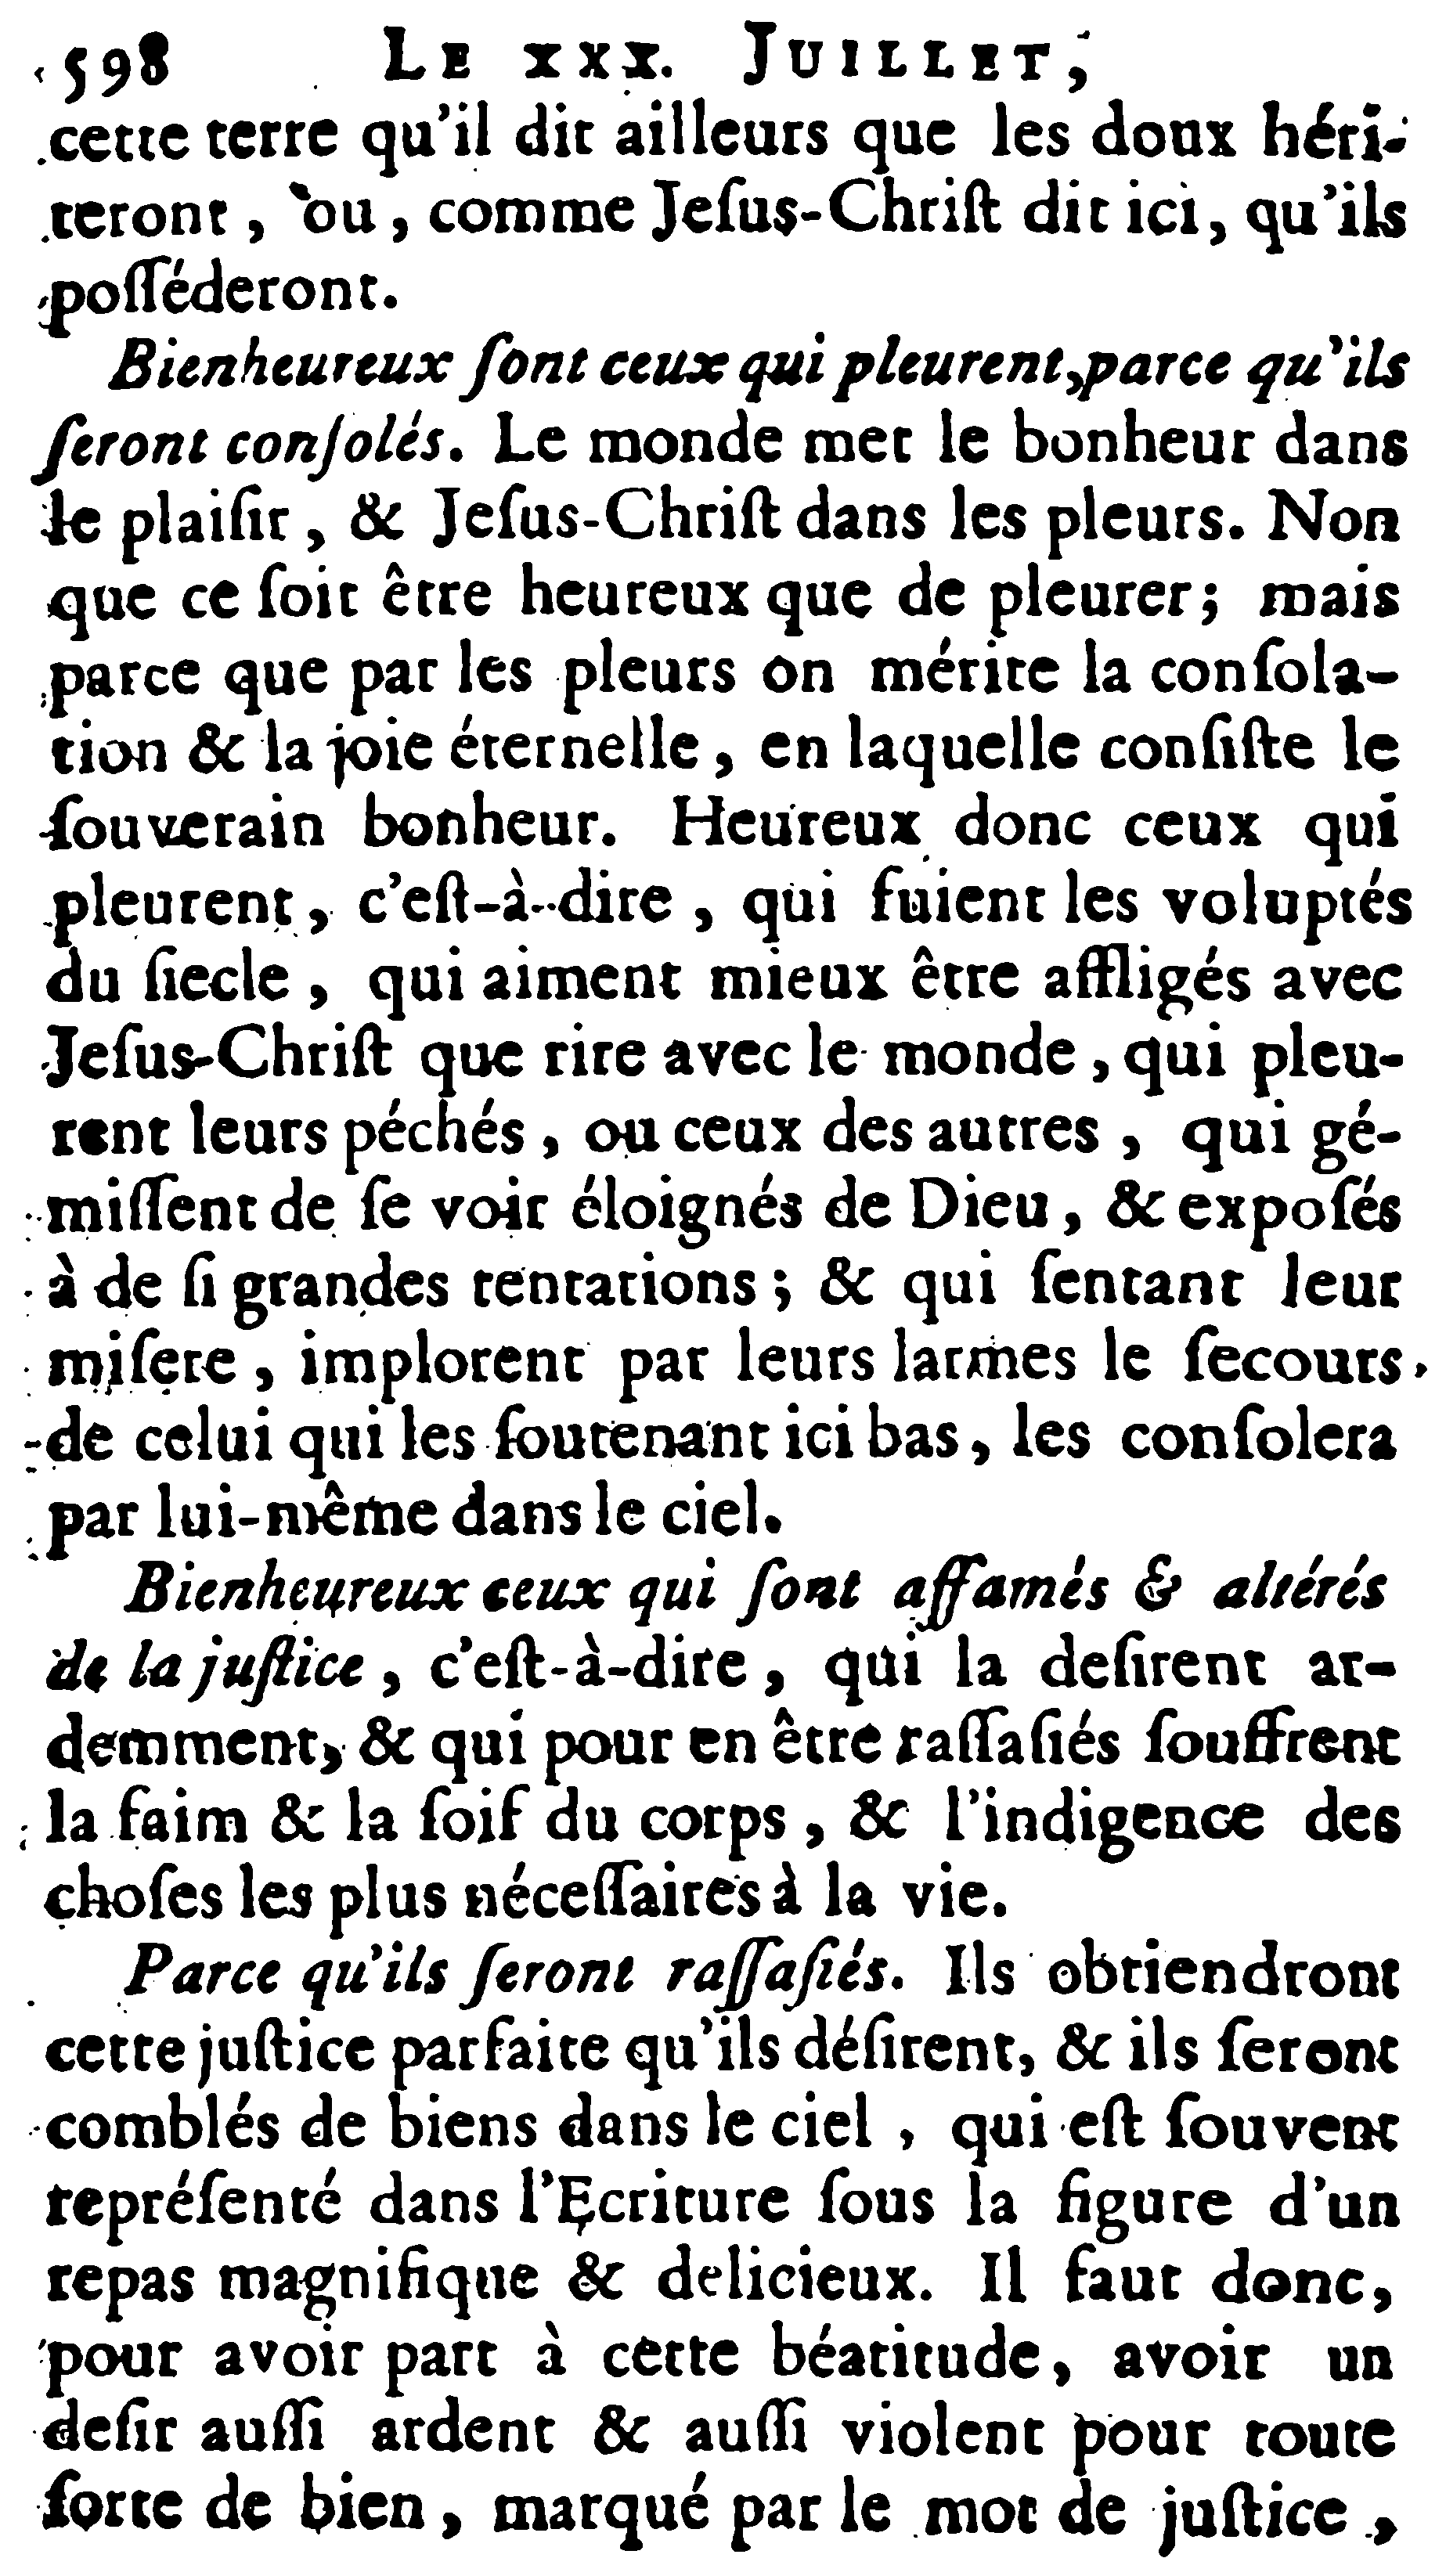 598 LE XXX. JUILLET,
cette terre qu'il dit ailleurs que les doux héri-
teront, ou, comme Jeſus-Chriſt dit ici, qu'ils
poſſéderont.
Bienheureux ſont ceux qui pleurent, parce qu'ils
ſeront conſolés. Le monde met le bonheur dans
le plaiſir, & Jeſus-Chriſt dans les pleurs. Non
que ce ſoit être heureux que de pleurer; mais
parce que par les pleurs on mérite la conſola-
tion & la joie éternelle, en laquelle conſiſte le
ſouverain bonheur. Heureux donc ceux qui
pleurent, c'eſt-à-dire, qui fuient les voluptés
du ſiecle, qui aiment mieux être affligés avec
Jeſus-Chriſt que rire avec le monde, qui pleu-
rent leurs péchés, ou ceux des autres, qui gé-
miſſent de ſe voir éloignés de Dieu, & expoſés
à de ſi grandes tentations; & qui ſentant leur
miſere, implorent par leurs larmes le ſecours
de celui qui les ſoutenant ici bas, les conſolera
par lui-même dans le ciel.
Bienheureux ceux qui ſont affamés & altérés
de la juſtice, c'eſt-à-dire, qui la deſirent ar-
demment, & qui pour en être raſſaſiés ſouffrent
la faim & la ſoif du corps, & l'indigence des
choſes les plus néceſſaires à la vie.
Parce qu'ils ſeront raſſaſiés. Ils obtiendront
cette juſtice parfaite qu'ils déſirent, & ils ſeront
comblés de biens dans le ciel, qui eſt ſouvent
repréſenté dans l'Ecriture ſous la figure d'un
repas magnifique & delicieux. Il faut donc,
pour avoir part à cette béatitude, avoir un
deſir auſſi ardent & auſſi violent pour toute
ſorte de bien, marqué par le mot de juſtice,